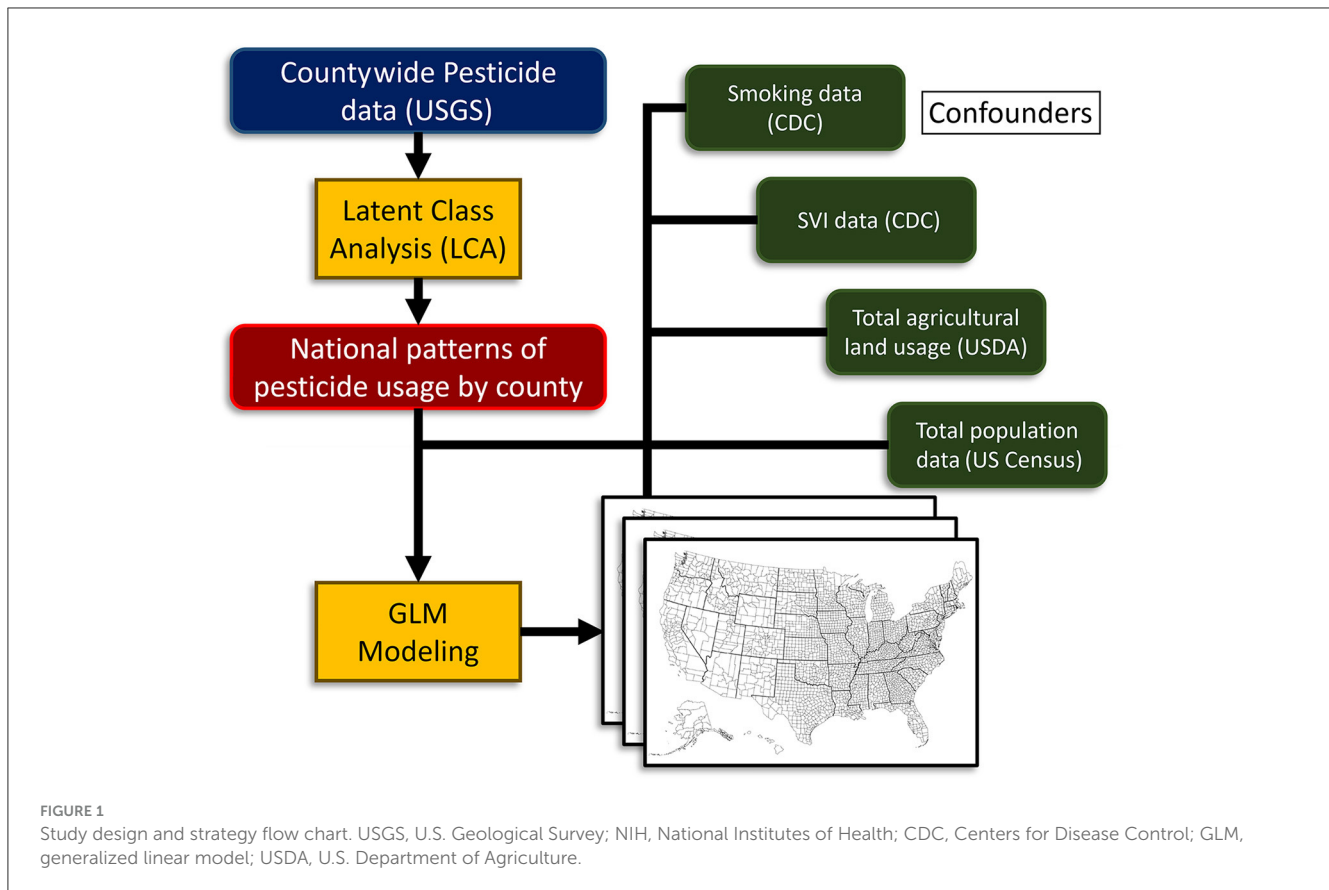 Countywide Pesticide
data (USGS)
Latent Class
Analysis (LCA)
National patterns of
pesticide usage by county
GLM
Modeling
Smoking data
(CDC)
Confounders
SVI data (CDC)
Total agricultural
land usage (USDA)
Total population
data (US Census)
FIGURE 1
Study design and strategy flow chart. USGS, U.S. Geological Survey; NIH, National Institutes of Health; CDC, Centers for Disease Control; GLM,
generalized linear model; USDA, U.S. Department of Agriculture.